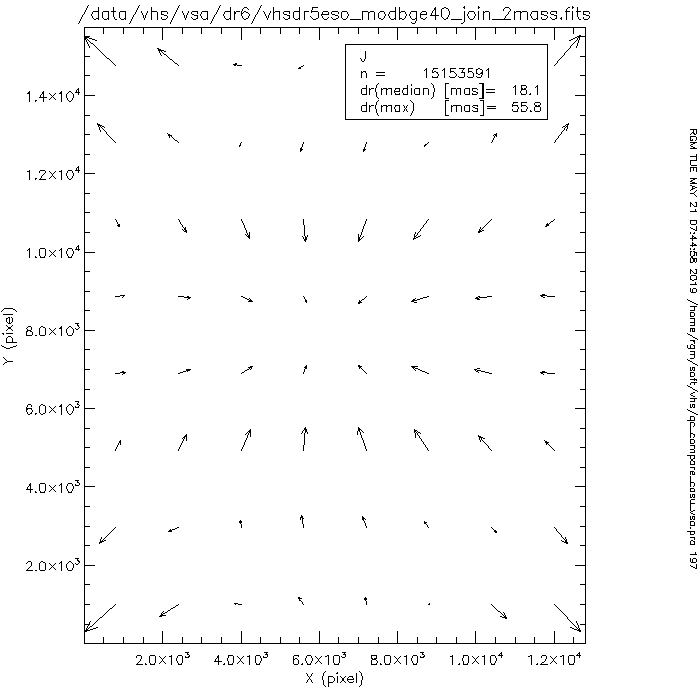 /data/vhs/vsa/dr6/vhsdr5eso_modbge40_join_2mass.fits
J
n = 15153591
dr(median) [mas]= 18.1
dr(max) [mas]= 55.8
1.4×10⁴
1.2×10⁴
1.0×10⁴
8.0×10³
6.0×10³
4.0×10³
2.0×10³
Y (pixel)
2.0×10³ 4.0×10³ 6.0×10³ 8.0×10³ 1.0×10⁴ 1.2×10⁴
X (pixel)
RGM TUE MAY 21 07:44:58 2019 /home/rgm/soft/vhs/qc_compare_casu_vsa.pro 197